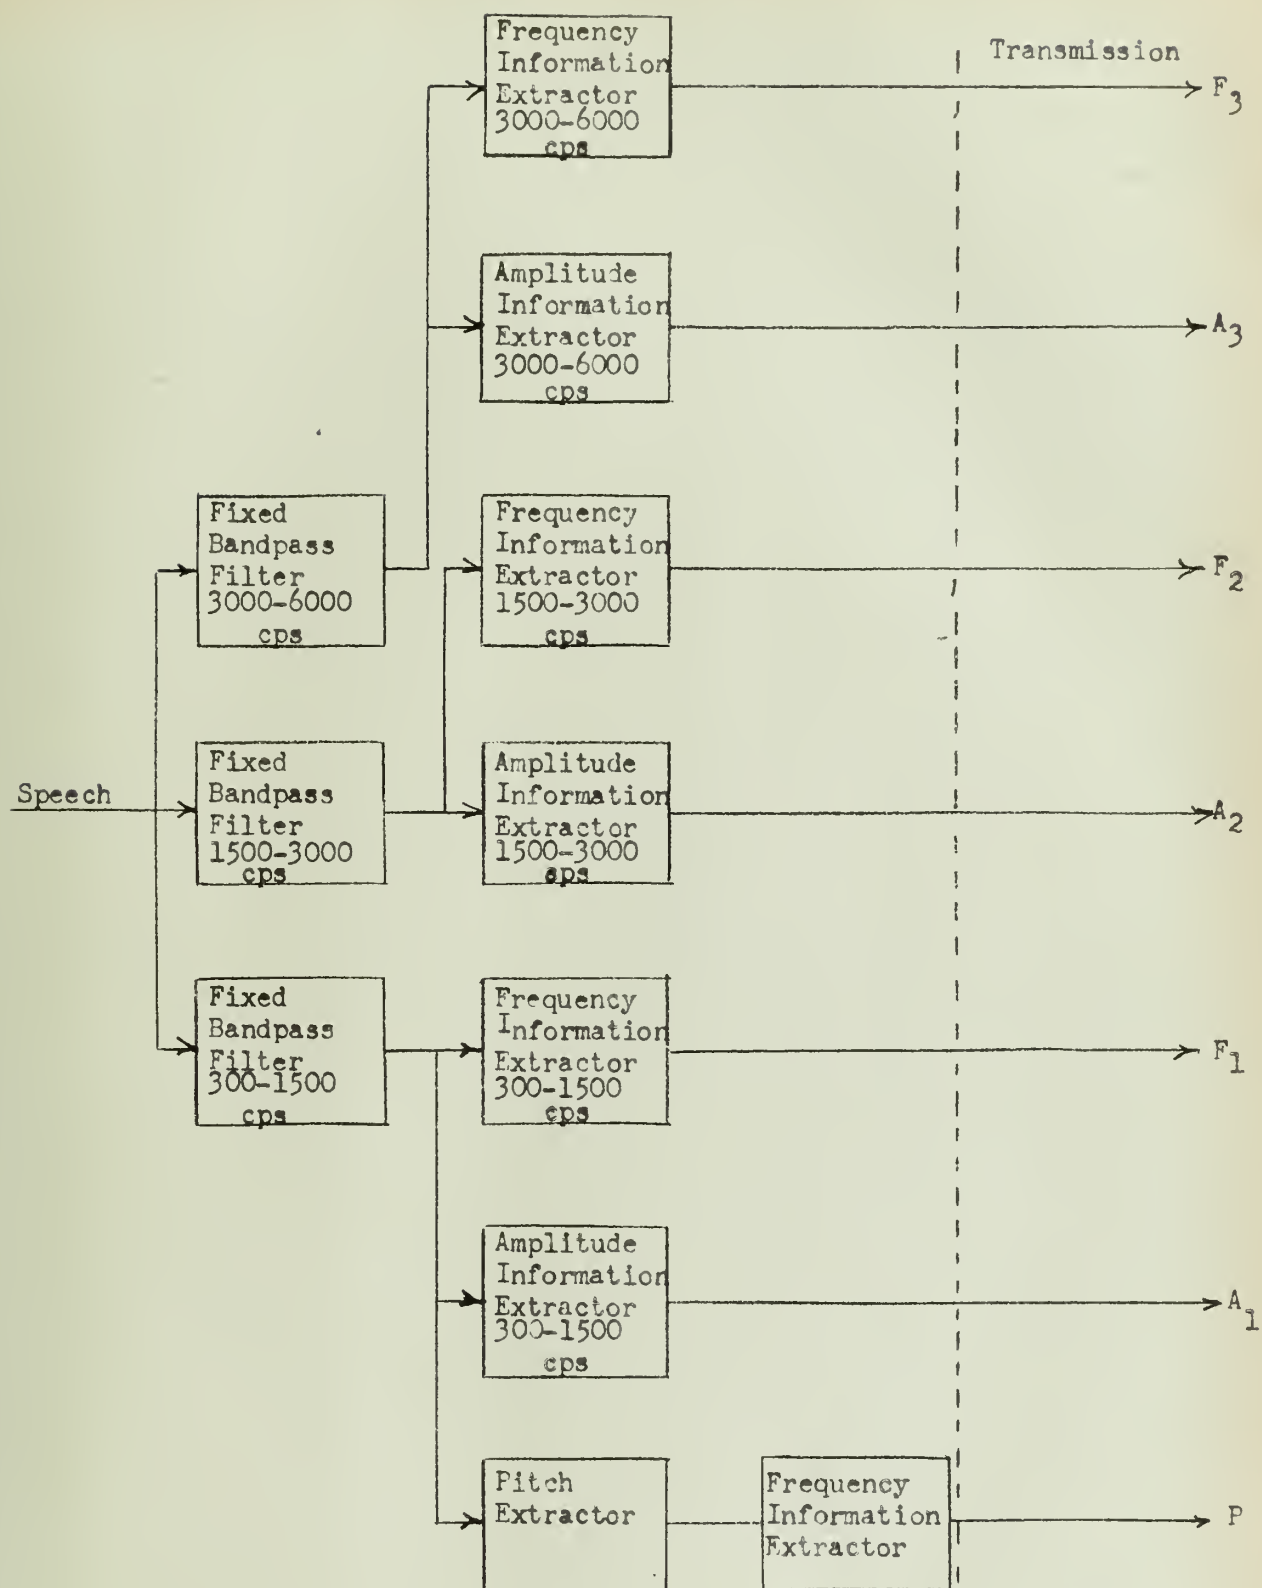 Frequency
Information
Extractor
3000-6000
cps
Transmission
F3
Amplitude
Information
Extractor
3000-6000
cps
A3
Fixed
Bandpass
Filter
3000-6000
cps
Frequency
Information
Extractor
1500-3000
cps
F2
Speech
Fixed
Bandpass
Filter
1500-3000
cps
Amplitude
Information
Extractor
1500-3000
cps
A2
Fixed
Bandpass
Filter
300-1500
cps
Frequency
Information
Extractor
300-1500
cps
F1
Amplitude
Information
Extractor
300-1500
cps
A1
Pitch
Extractor
Frequency
Information
Extractor
P